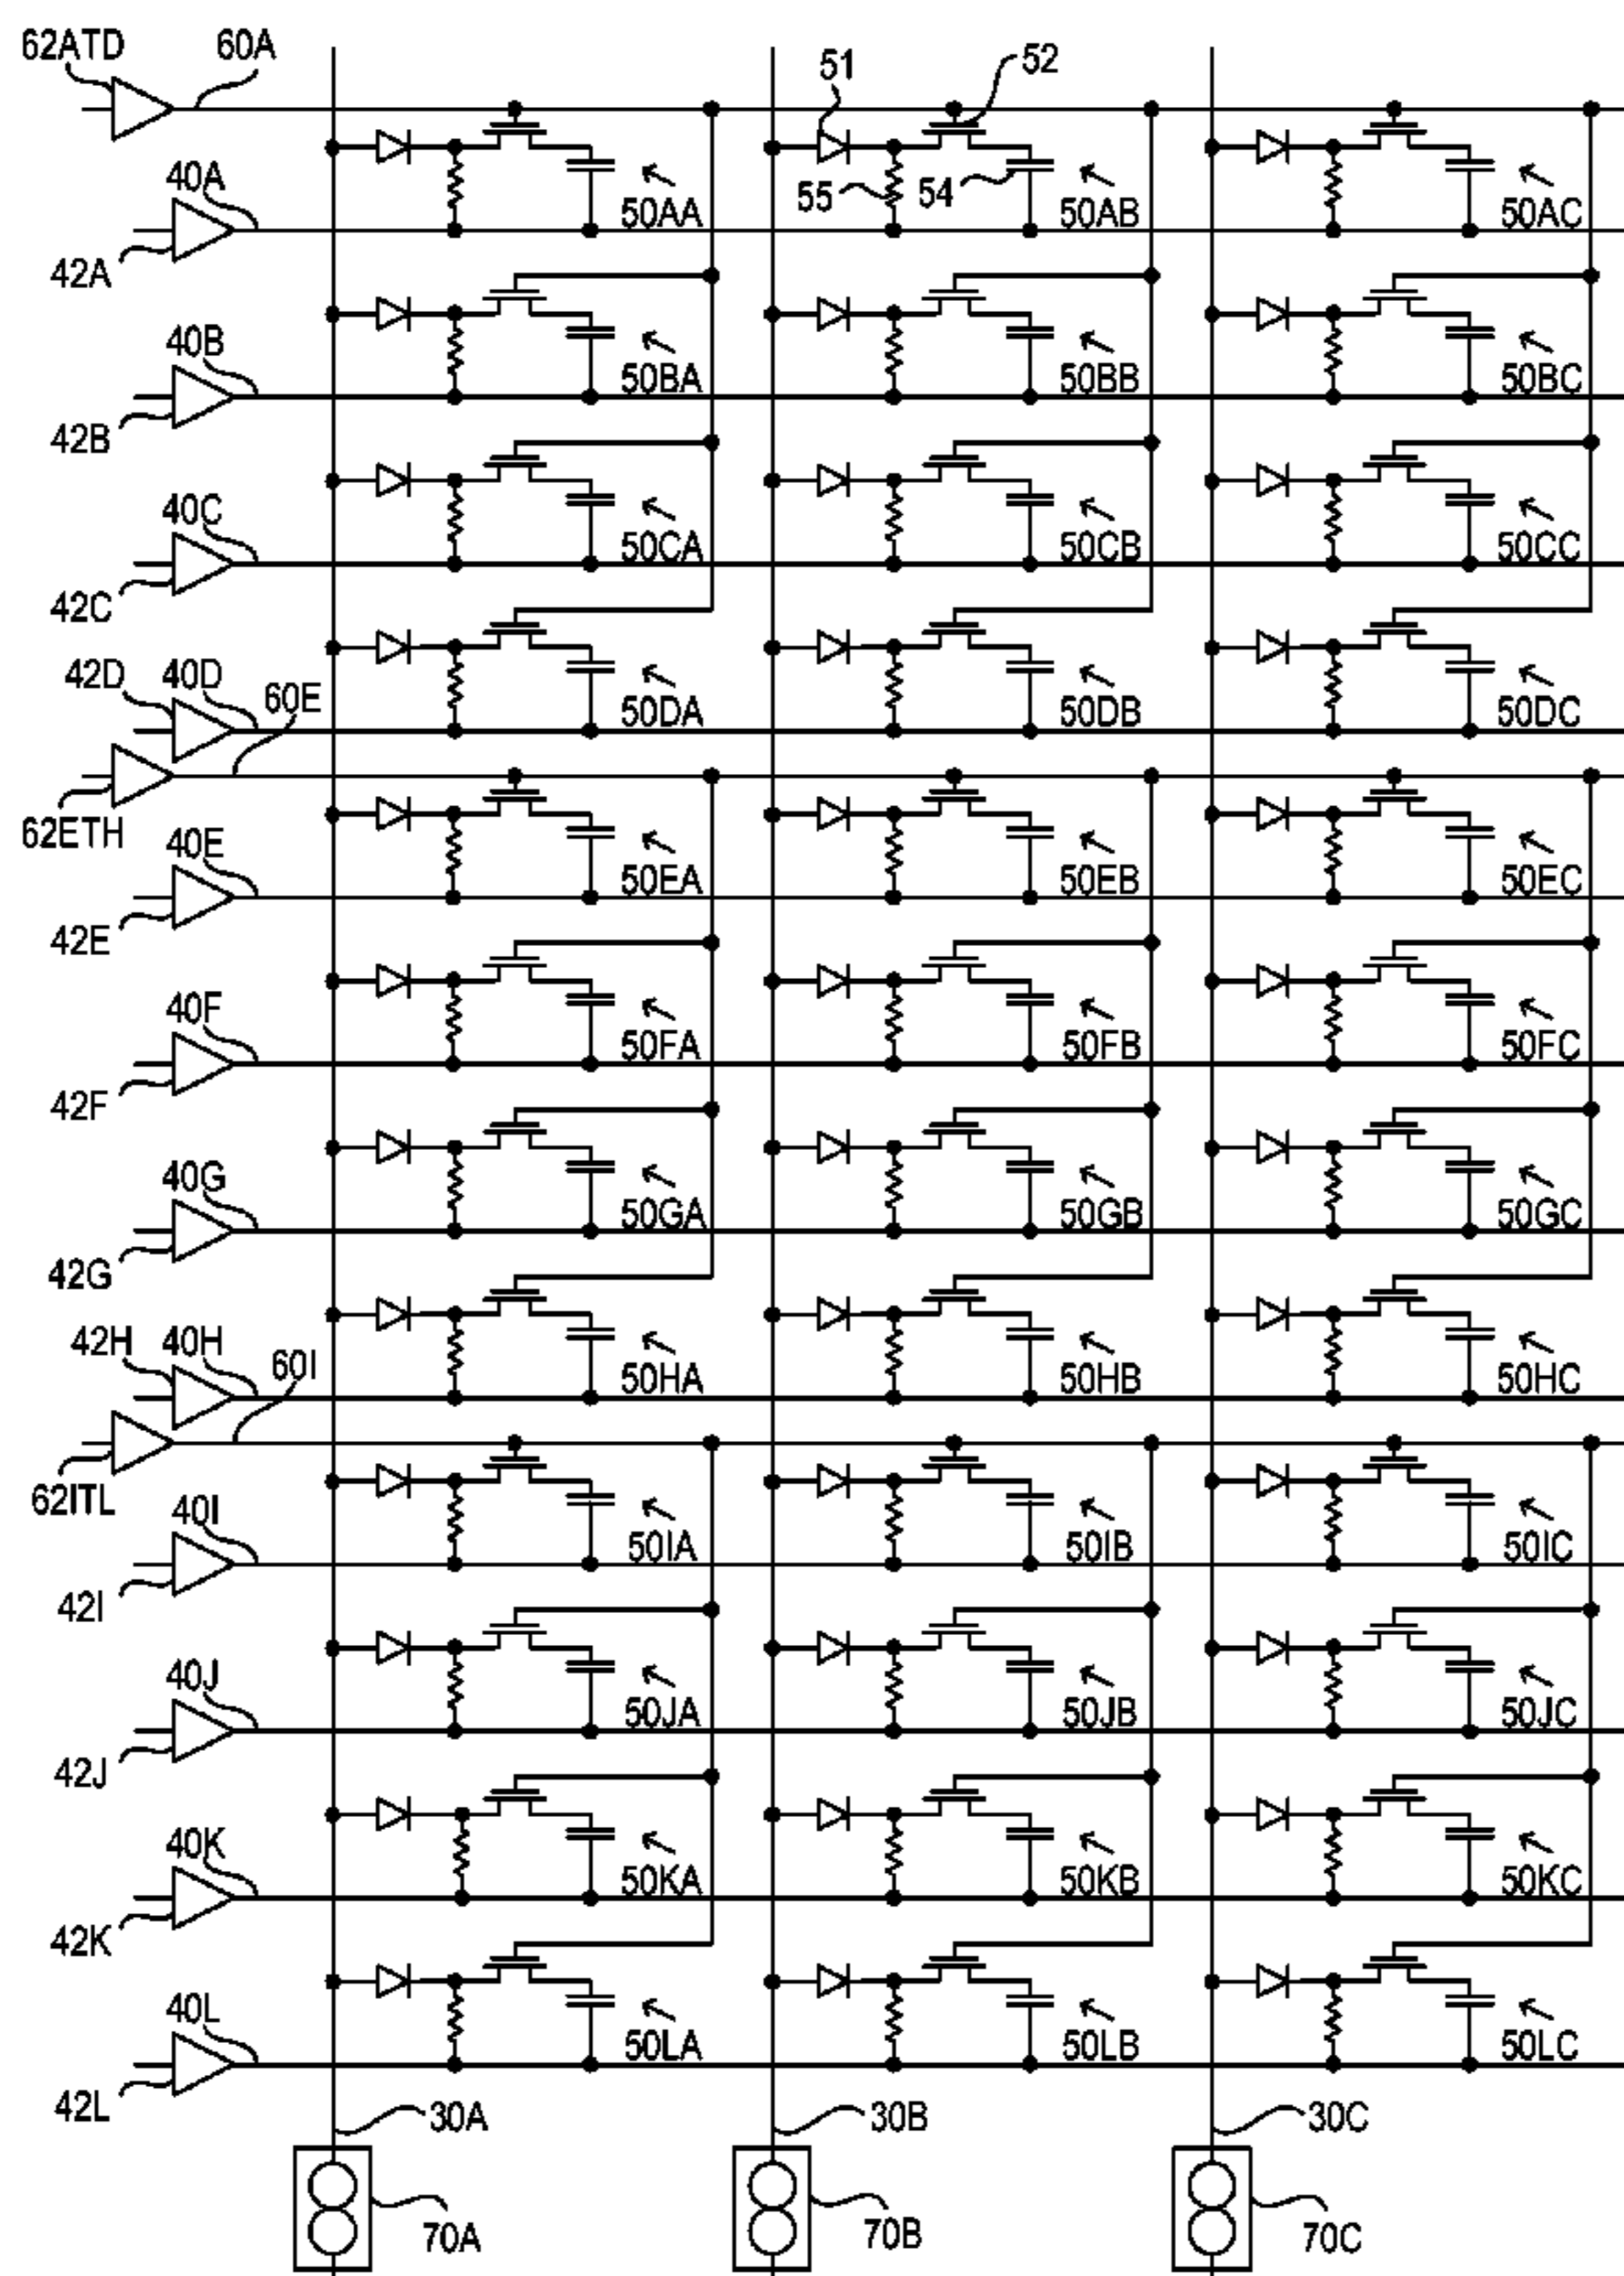 62ATD 60A 51 52
40A 55 54 50AA 50AB 50AC
42A
40B 50BA 50BB 50BC
42B
40C 50CA 50CB 50CC
42C
42D 40D 60E 50DA 50DB 50DC
62ETH 40E 50EA 50EB 50EC
42E
40F 50FA 50FB 50FC
42F
40G 50GA 50GB 50GC
42G
42H 40H 60I 50HA 50HB 50HC
62ITL 40I 50IA 50IB 50IC
42I
40J 50JA 50JB 50JC
42J
40K 50KA 50KB 50KC
42K
40L 50LA 50LB 50LC
42L 30A 30B 30C
70A 70B 70C